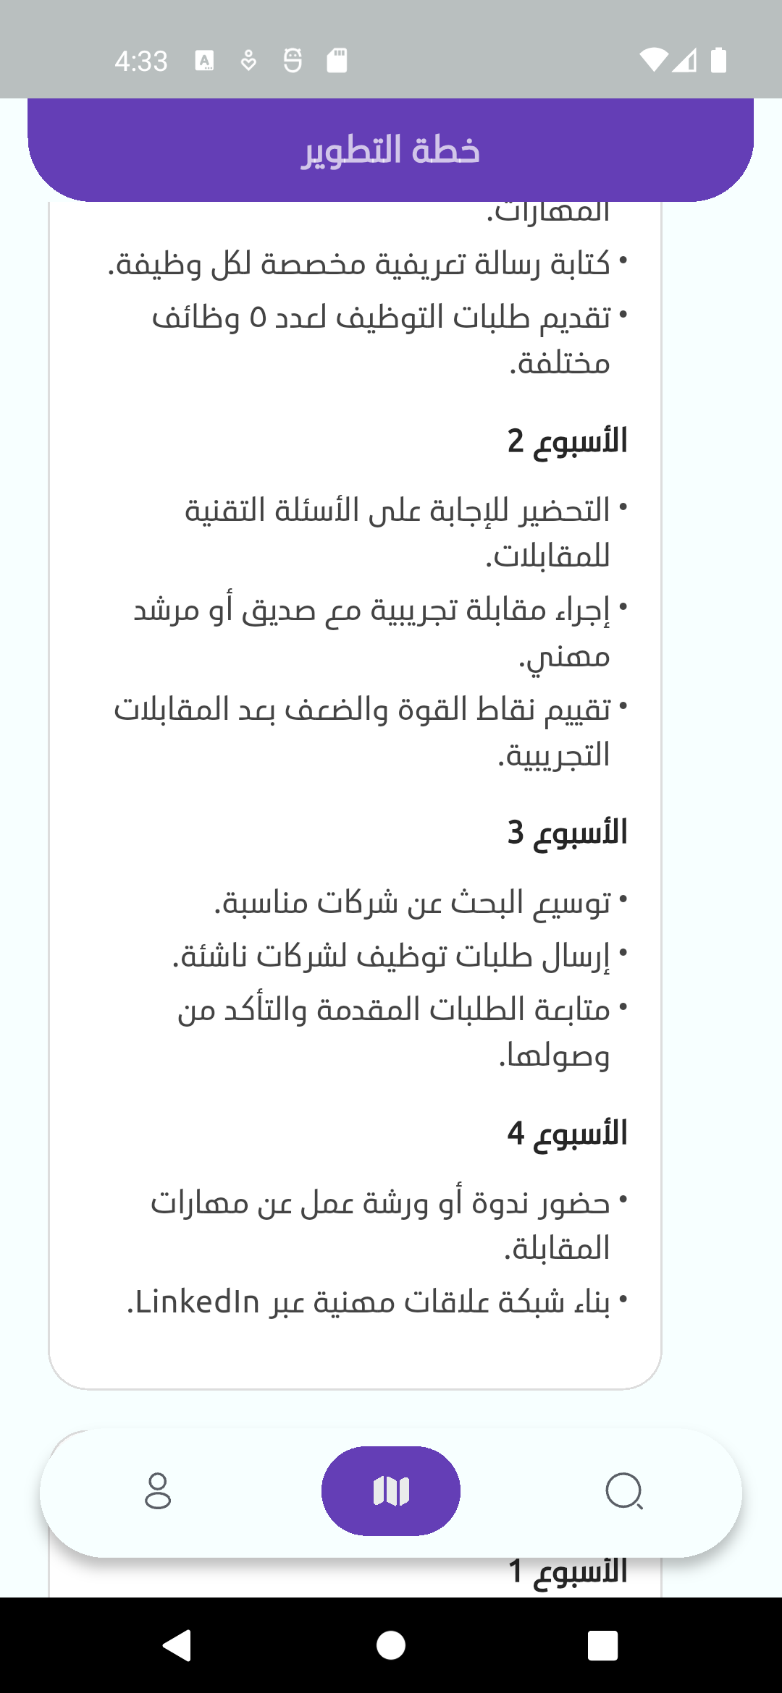 4:33
خطة التطوير
المهارات.
• كتابة رسالة تعريفية مخصصة لكل وظيفة.
• تقديم طلبات التوظيف لعدد ٥ وظائف
مختلفة.
الأسبوع 2
• التحضير للإجابة على الأسئلة التقنية
للمقابلات.
• إجراء مقابلة تجريبية مع صديق أو مرشد
مهني.
• تقييم نقاط القوة والضعف بعد المقابلات
التجريبية.
الأسبوع 3
• توسيع البحث عن شركات مناسبة.
• إرسال طلبات توظيف لشركات ناشئة.
• متابعة الطلبات المقدمة والتأكد من
وصولها.
الأسبوع 4
• حضور ندوة أو ورشة عمل عن مهارات
المقابلة.
• بناء شبكة علاقات مهنية عبر LinkedIn.
الأسبوع 1